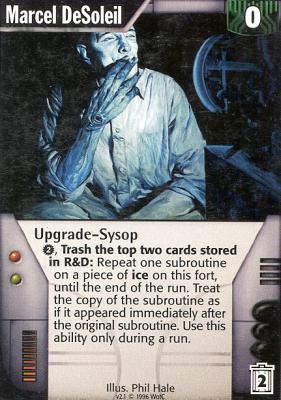 Marcel DeSoleil
0
Upgrade-Sysop
2, Trash the top two cards stored
in R&D: Repeat one subroutine
on a piece of ice on this fort,
until the end of the run. Treat
the copy of the subroutine as
if it appeared immediately after
the original subroutine. Use this
ability only during a run.
Illus. Phil Hale
v2.1 © 1996 WotC
2